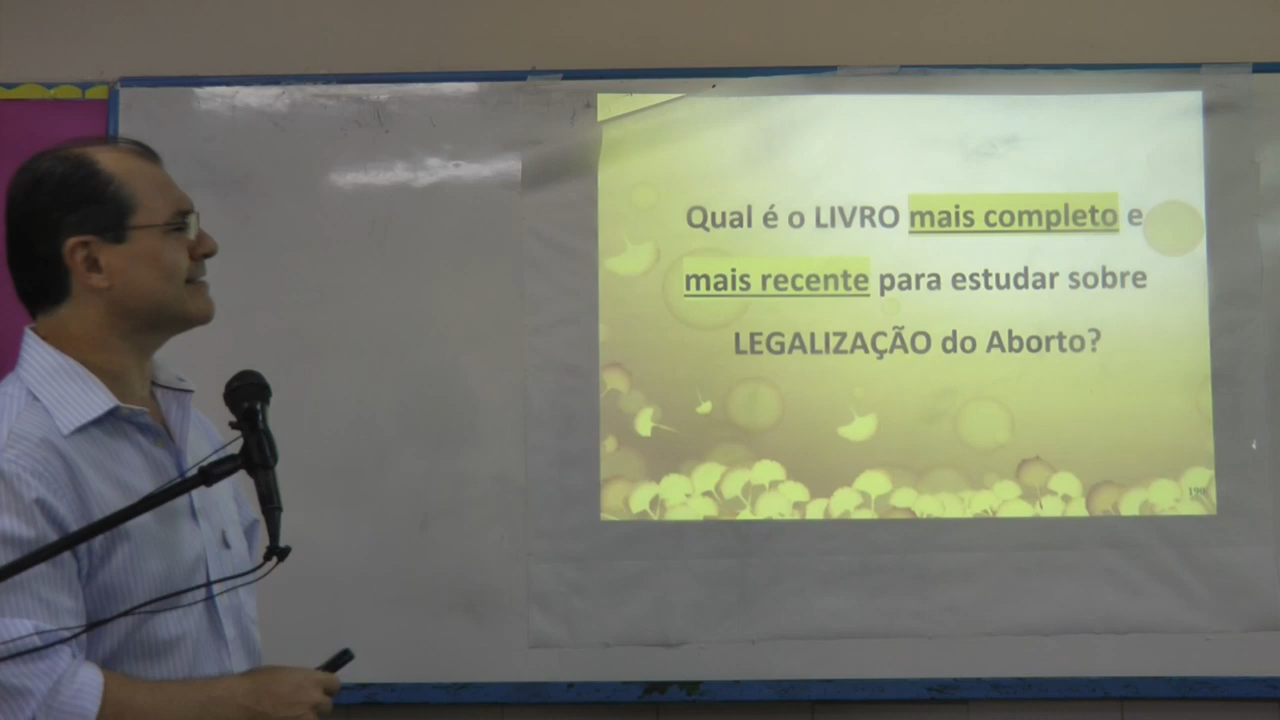 Qual é o LIVRO mais completo e
mais recente para estudar sobre
LEGALIZAÇÃO do Aborto?